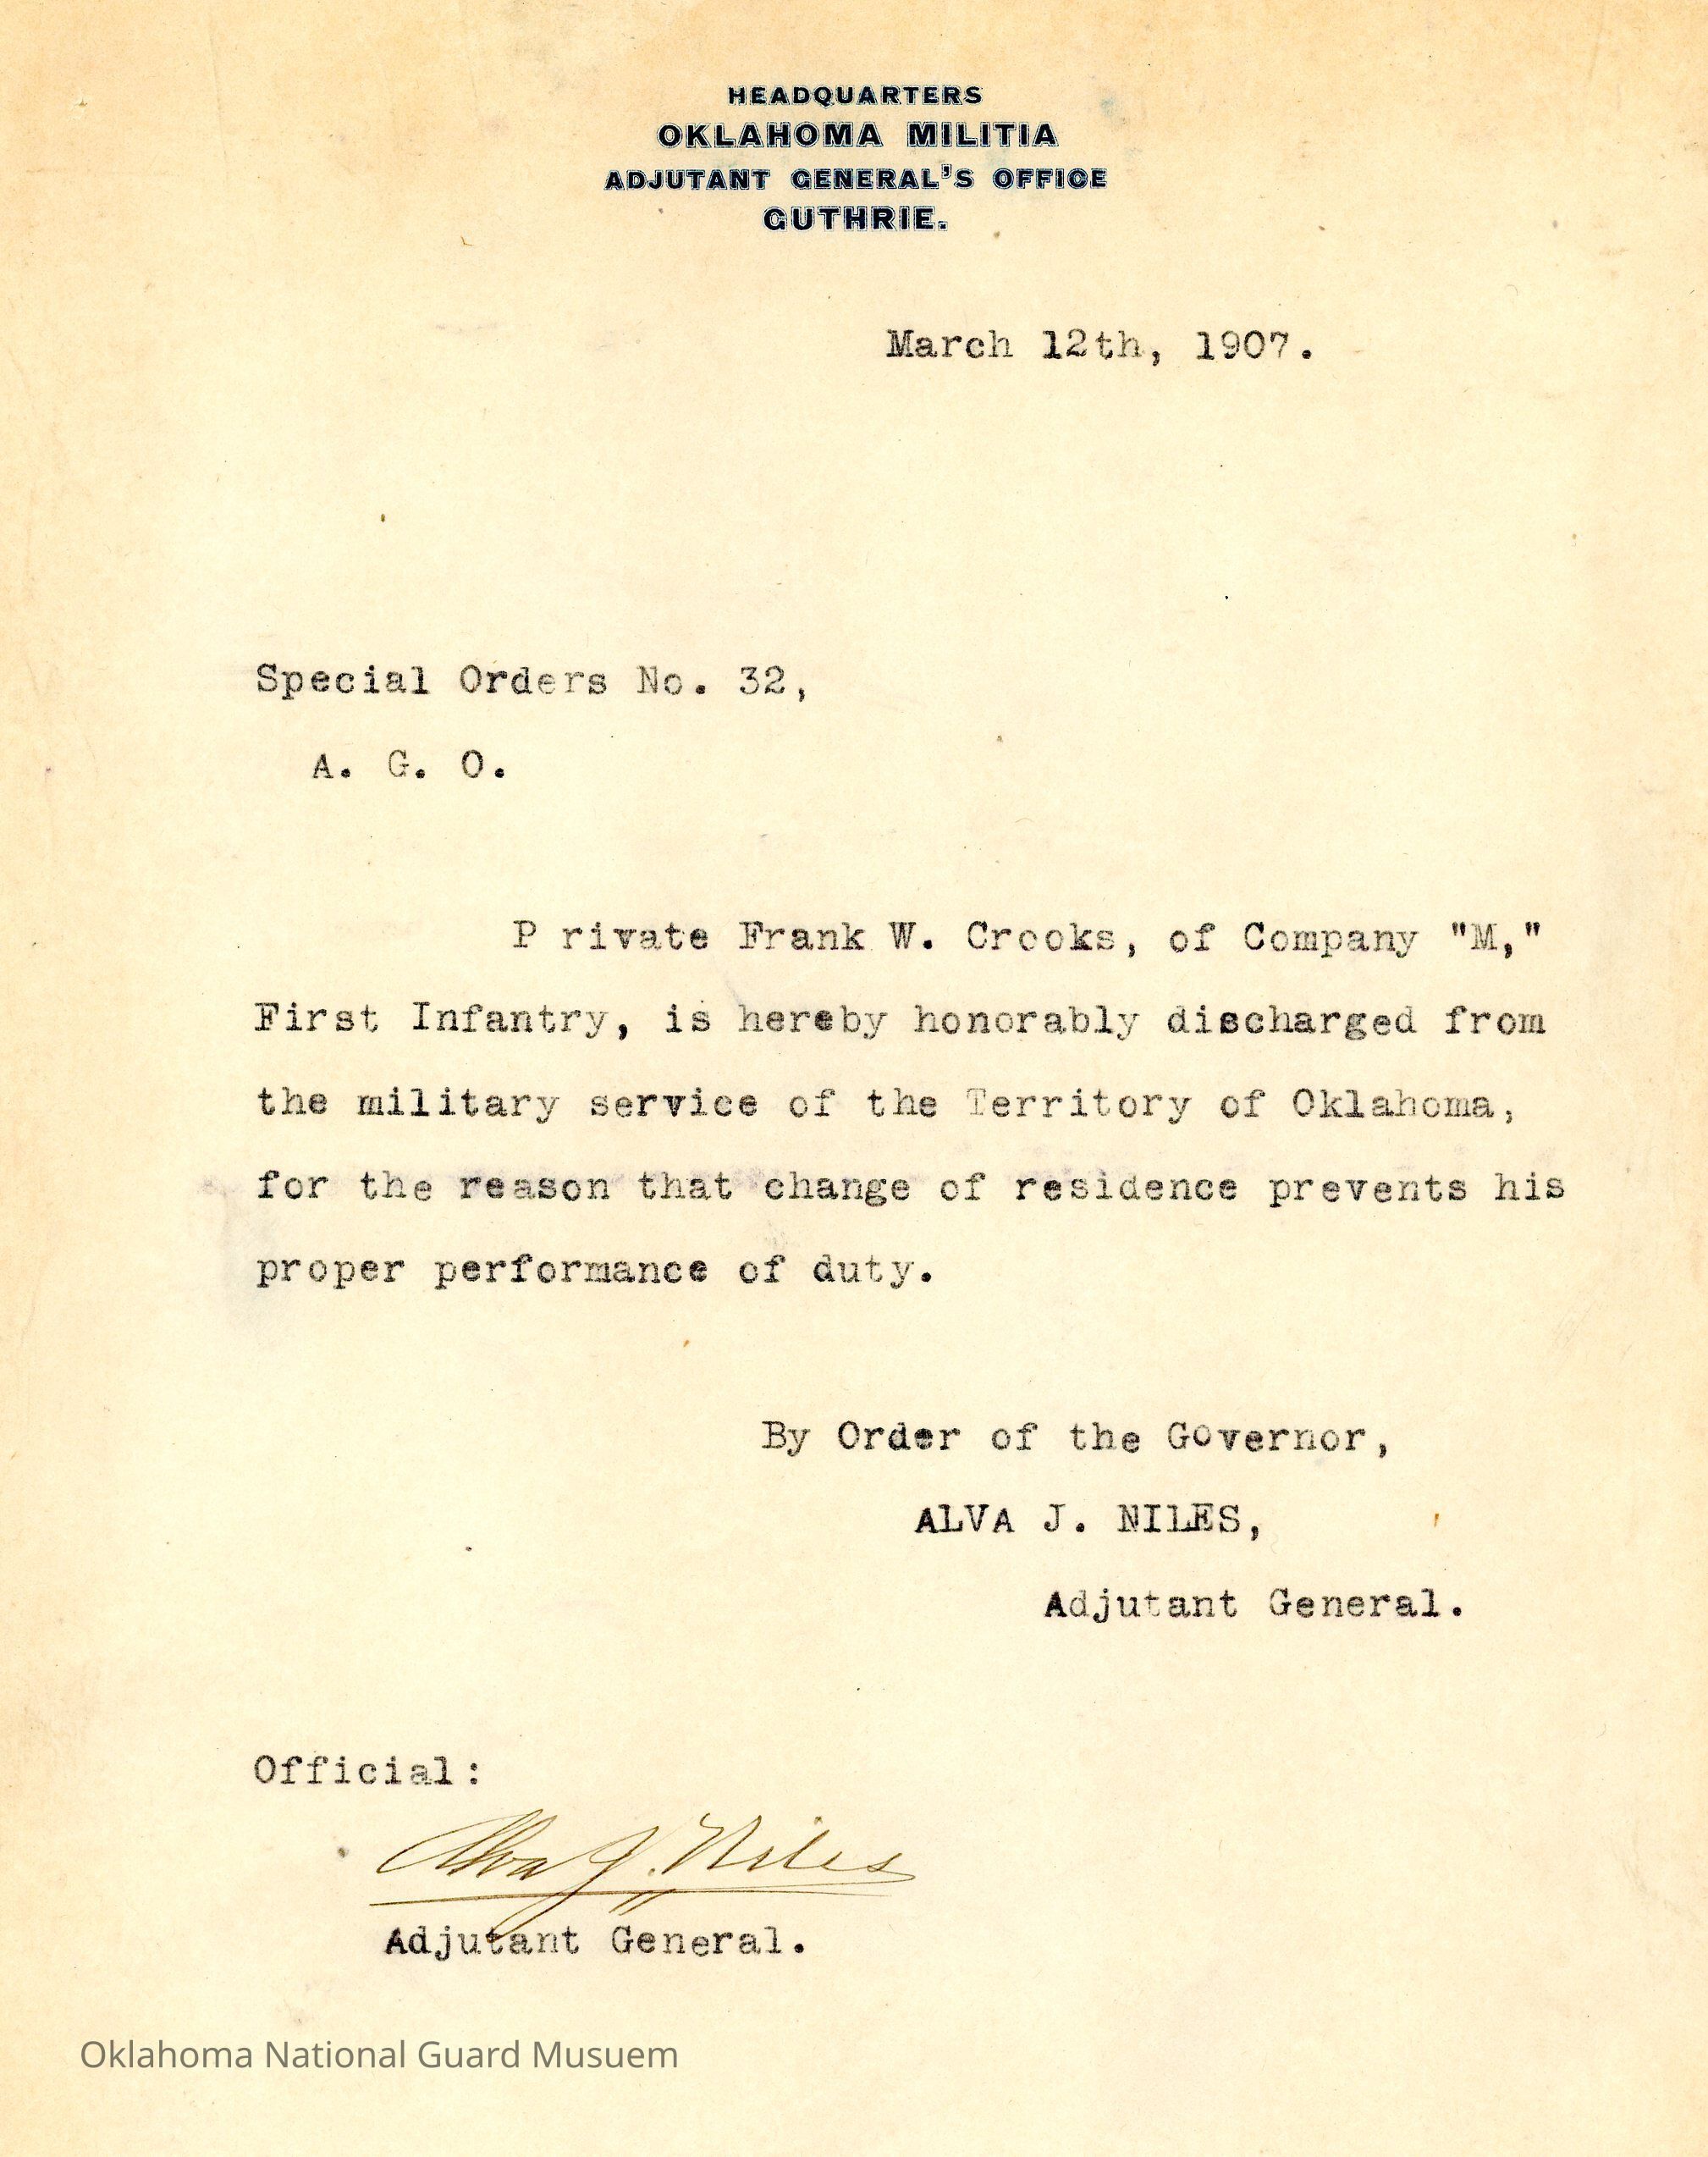 HEADQUARTERS
OKLAHOMA MILITIA
ADJUTANT GENERAL'S OFFICE
GUTHRIE.
March 12th, 1907.
Special Orders No. 32,
A. G. O.
P rivate Frank W. Crooks, of Company "M,"
First Infantry, is hereby honorably discharged from
the military service of the Territory of Oklahoma,
for the reason that change of residence prevents his
proper performance of duty.
By Order of the Governor,
ALVA J. NILES,
Adjutant General.
Official:
Alva J. Niles
Adjutant General.
Oklahoma National Guard Musuem